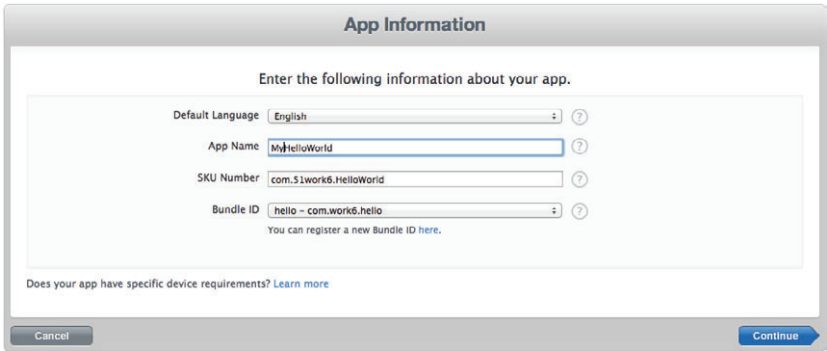 App Information
Enter the following information about your app.
Default Language English ?
App Name MyHelloWorld ?
SKU Number com.51work6.HelloWorld ?
Bundle ID hello - com.work6.hello ?
You can register a new Bundle ID here.
Does your app have specific device requirements? Learn more
Cancel Continue